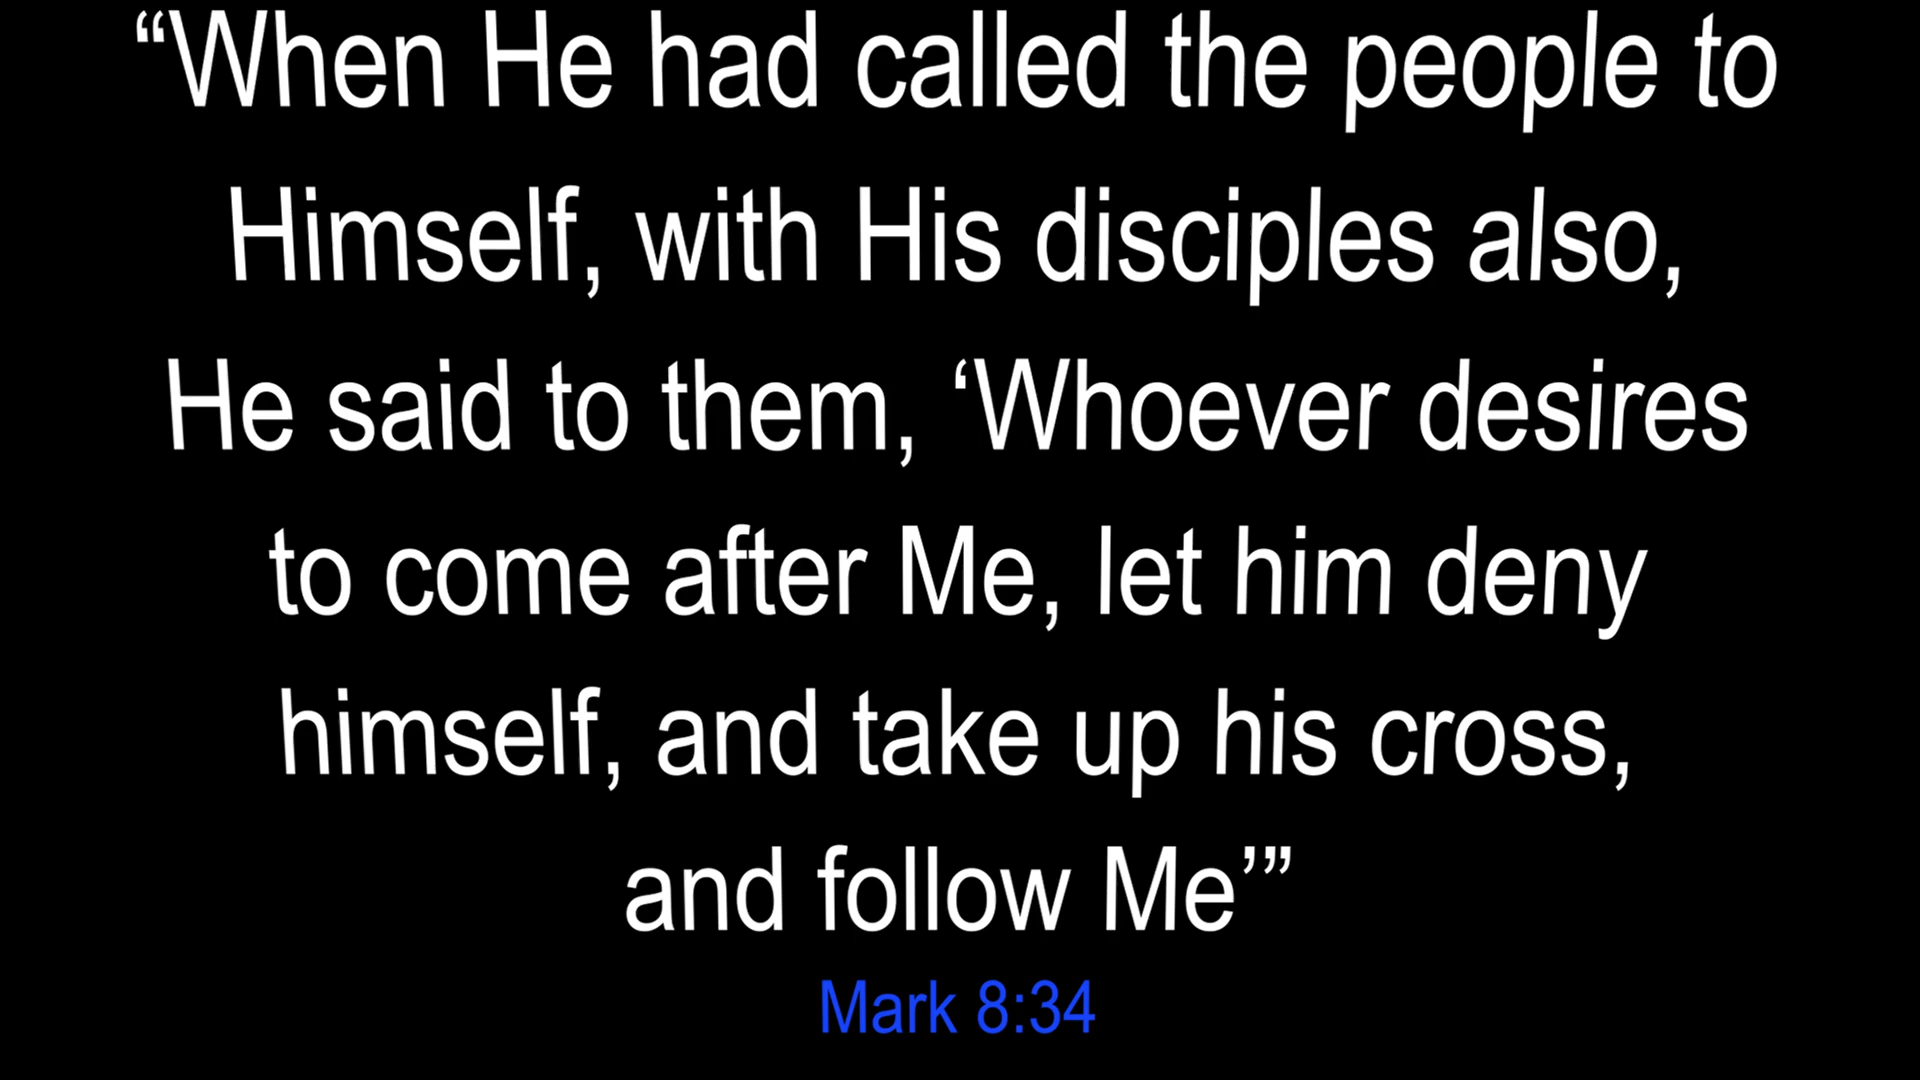 “When He had called the people to
Himself, with His disciples also,
He said to them, ‘Whoever desires
to come after Me, let him deny
himself, and take up his cross,
and follow Me’”
Mark 8:34